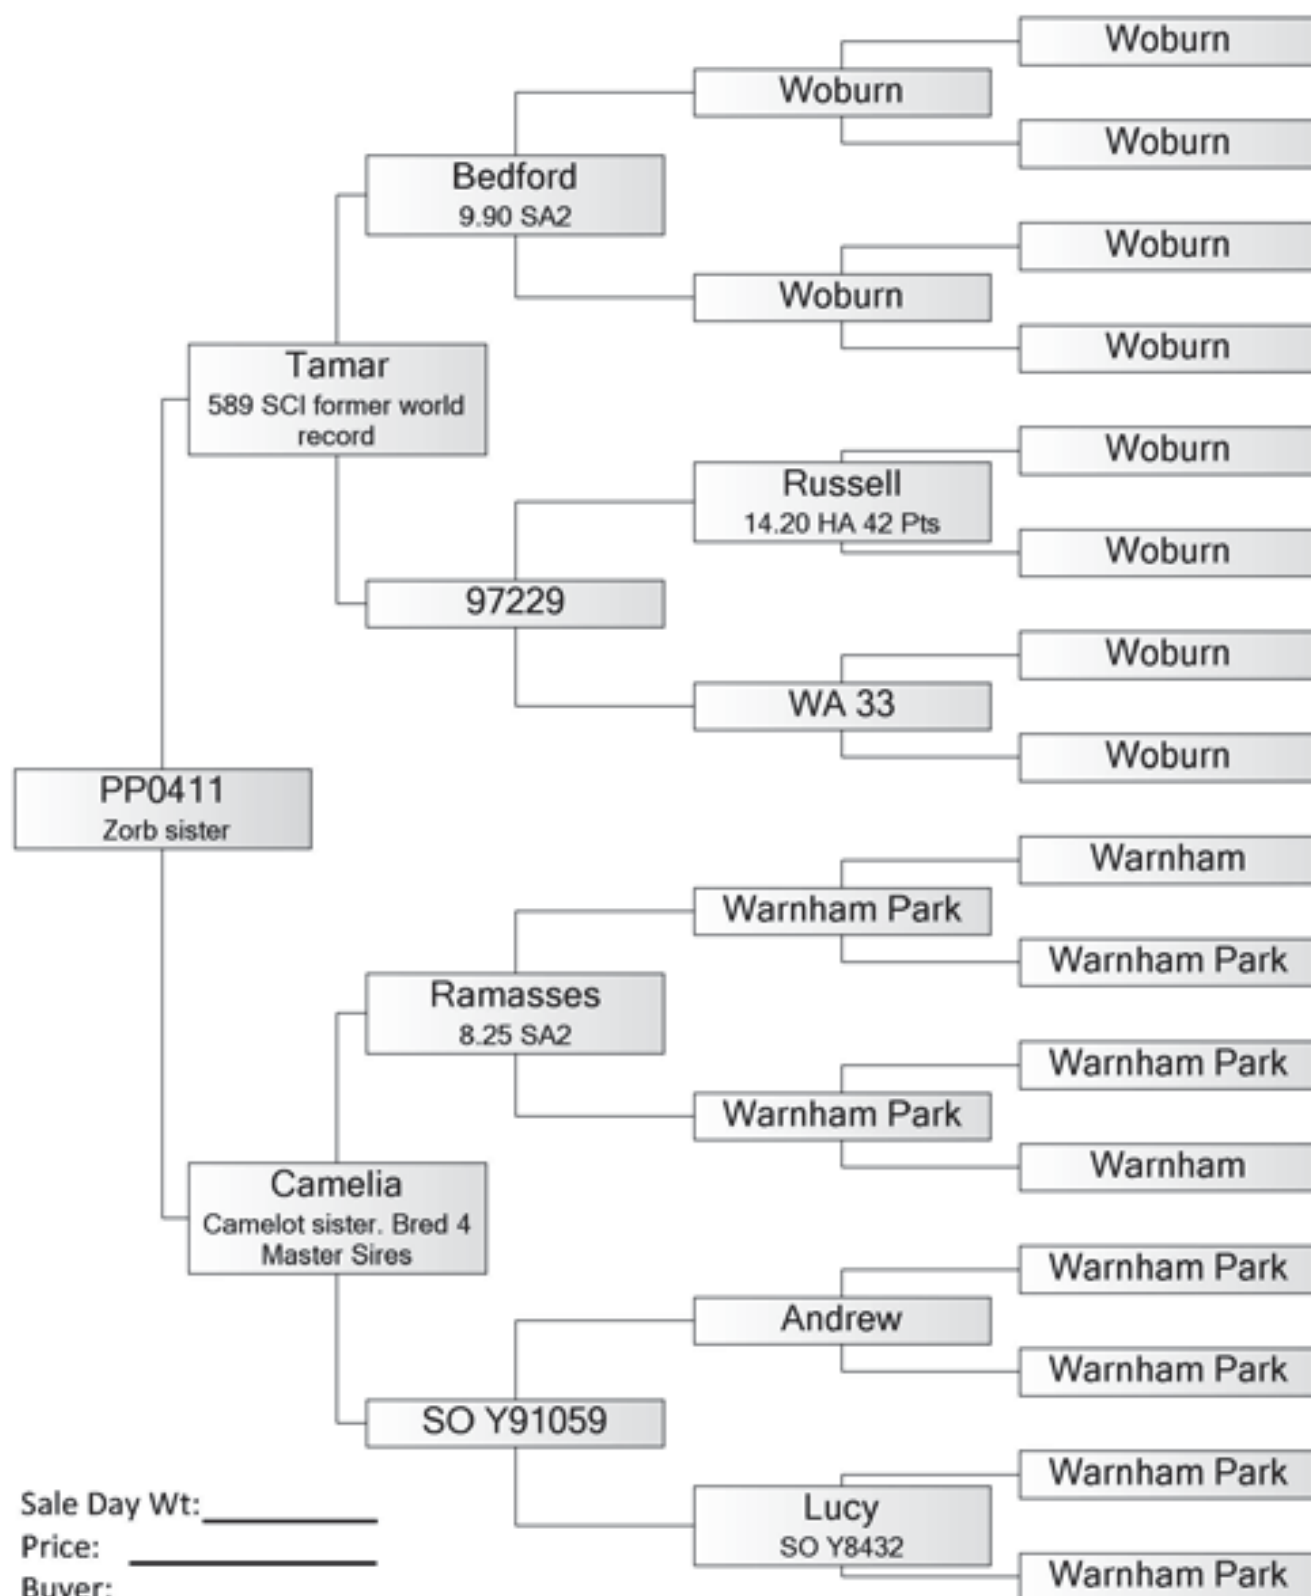 Woburn
Woburn
Woburn
Bedford
9.90 SA2
Woburn
Woburn
Woburn
Tamar
589 SCI former world
record
Woburn
Russell
14.20 HA 42 Pts
Woburn
97229
Woburn
WA 33
Woburn
PP0411
Zorb sister
Warnham
Warnham Park
Warnham Park
Ramasses
8.25 SA2
Warnham Park
Warnham Park
Warnham
Camelia
Camelot sister. Bred 4
Master Sires
Warnham Park
Andrew
Warnham Park
SO Y91059
Warnham Park
Lucy
SO Y8432
Warnham Park
Sale Day Wt:
Price:
Buyer: